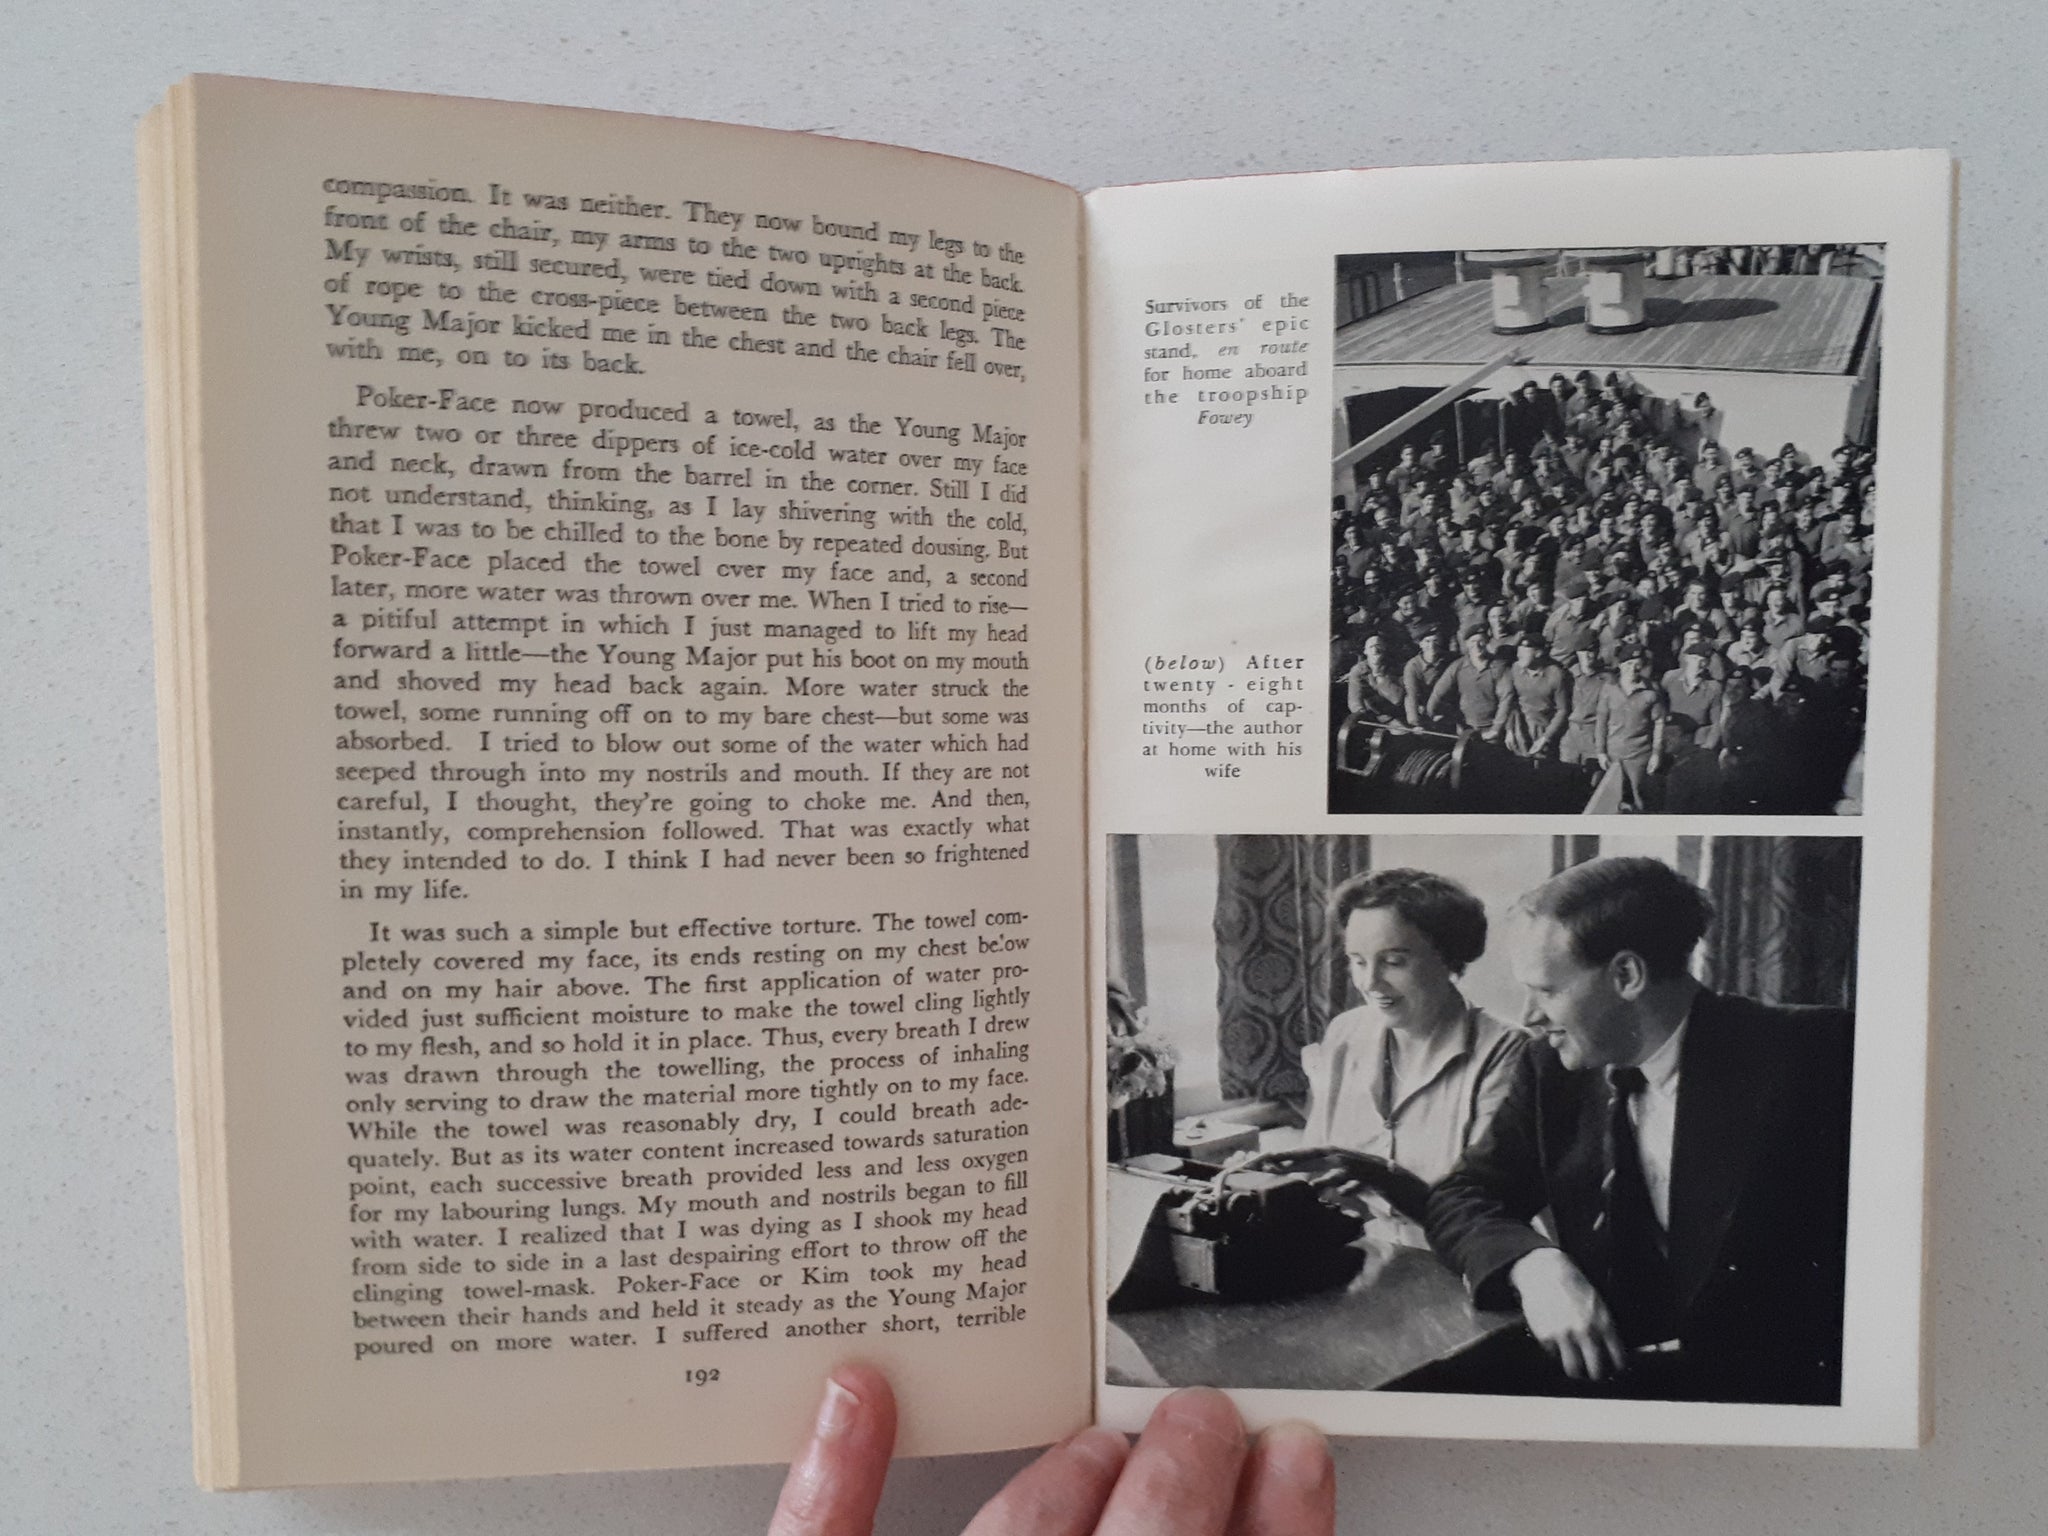 compassion. It was neither. They now bound my legs to the
front of the chair, my arms to the two uprights at the back.
My wrists, still secured, were tied down with a second piece
of rope to the cross-piece between the two back legs. The
Young Major kicked me in the chest and the chair fell over,
with me, on to its back.
Poker-Face now produced a towel, as the Young Major
threw two or three dippers of ice-cold water over my face
and neck, drawn from the barrel in the corner. Still I did
not understand, thinking, as I lay shivering with the cold,
that I was to be chilled to the bone by repeated dousing. But
Poker-Face placed the towel over my face and, a second
later, more water was thrown over me. When I tried to rise—
a pitiful attempt in which I just managed to lift my head
forward a little—the Young Major put his boot on my mouth
and shoved my head back again. More water struck the
towel, some running off on to my bare chest—but some was
absorbed. I tried to blow out some of the water which had
seeped through into my nostrils and mouth. If they are not
careful, I thought, they're going to choke me. And then,
instantly, comprehension followed. That was exactly what
they intended to do. I think I had never been so frightened
in my life.
It was such a simple but effective torture. The towel com-
pletely covered my face, its ends resting on my chest below
and on my hair above. The first application of water pro-
vided just sufficient moisture to make the towel cling lightly
to my flesh, and so hold it in place. Thus, every breath I drew
was drawn through the towelling, the process of inhaling
only serving to draw the material more tightly on to my face.
While the towel was reasonably dry, I could breath ade-
quately. But as its water content increased towards saturation
point, each successive breath provided less and less oxygen
for my labouring lungs. My mouth and nostrils began to fill
with water. I realized that I was dying as I shook my head
from side to side in a last despairing effort to throw off the
clinging towel-mask. Poker-Face or Kim took my head
between their hands and held it steady as the Young Major
poured on more water. I suffered another short, terrible
192
Survivors of the
Glosters' epic
stand, en route
for home aboard
the troopship
Fowey
(below) After
twenty - eight
months of cap-
tivity—the author
at home with his
wife